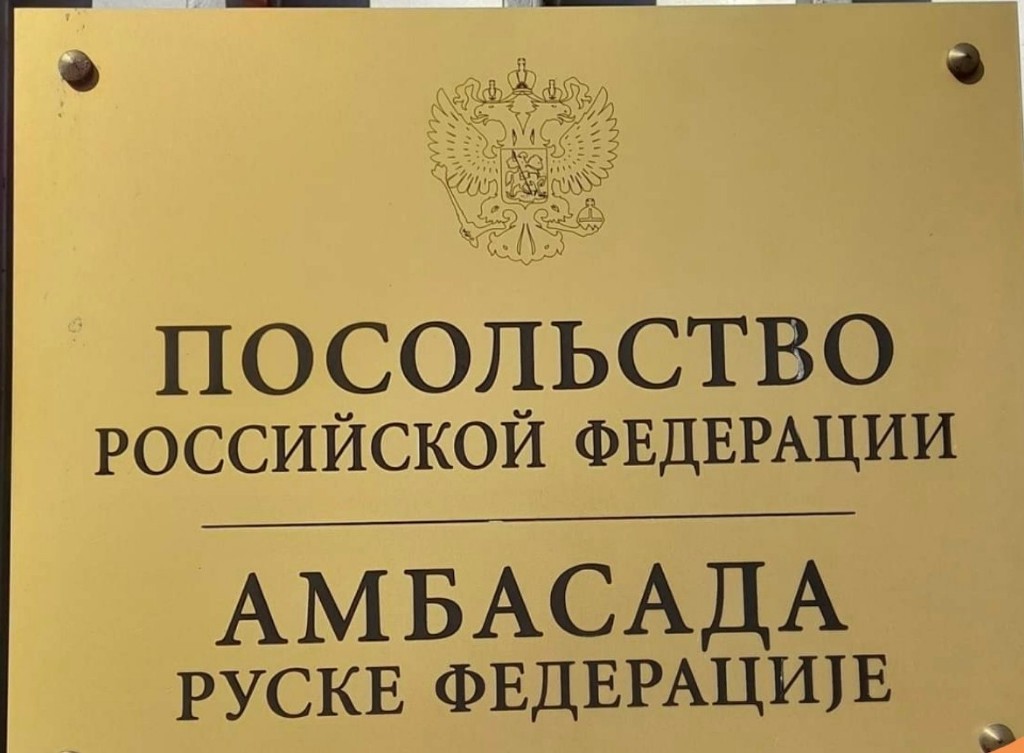 ПОСОЛЬСТВО
РОССИЙСКОЙ ФЕДЕРАЦИИ
АМБАСАДА
РУСКЕ ФЕДЕРАЦИЈЕ